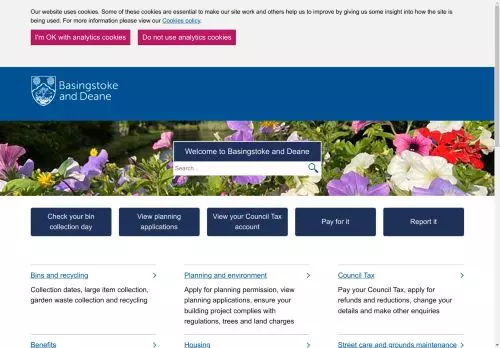 Our website uses cookies. Some of these cookies are essential to make our site work and others help us to improve by giving us some insight into how the site is
being used. For more information please view our Cookies policy.
I'm OK with analytics cookies
Do not use analytics cookies
Basingstoke
and Deane
Welcome to Basingstoke and Deane
Search...
Check your bin
collection day
View planning
applications
View your Council Tax
account
Pay for it
Report it
Bins and recycling
Collection dates, large item collection,
garden waste collection and recycling
Planning and environment
Apply for planning permission, view
planning applications, ensure your
building project complies with
regulations, trees and land charges
Council Tax
Pay your Council Tax, apply for
refunds and reductions, change your
details and make other enquiries
Benefits
Housing
Street care and grounds maintenance